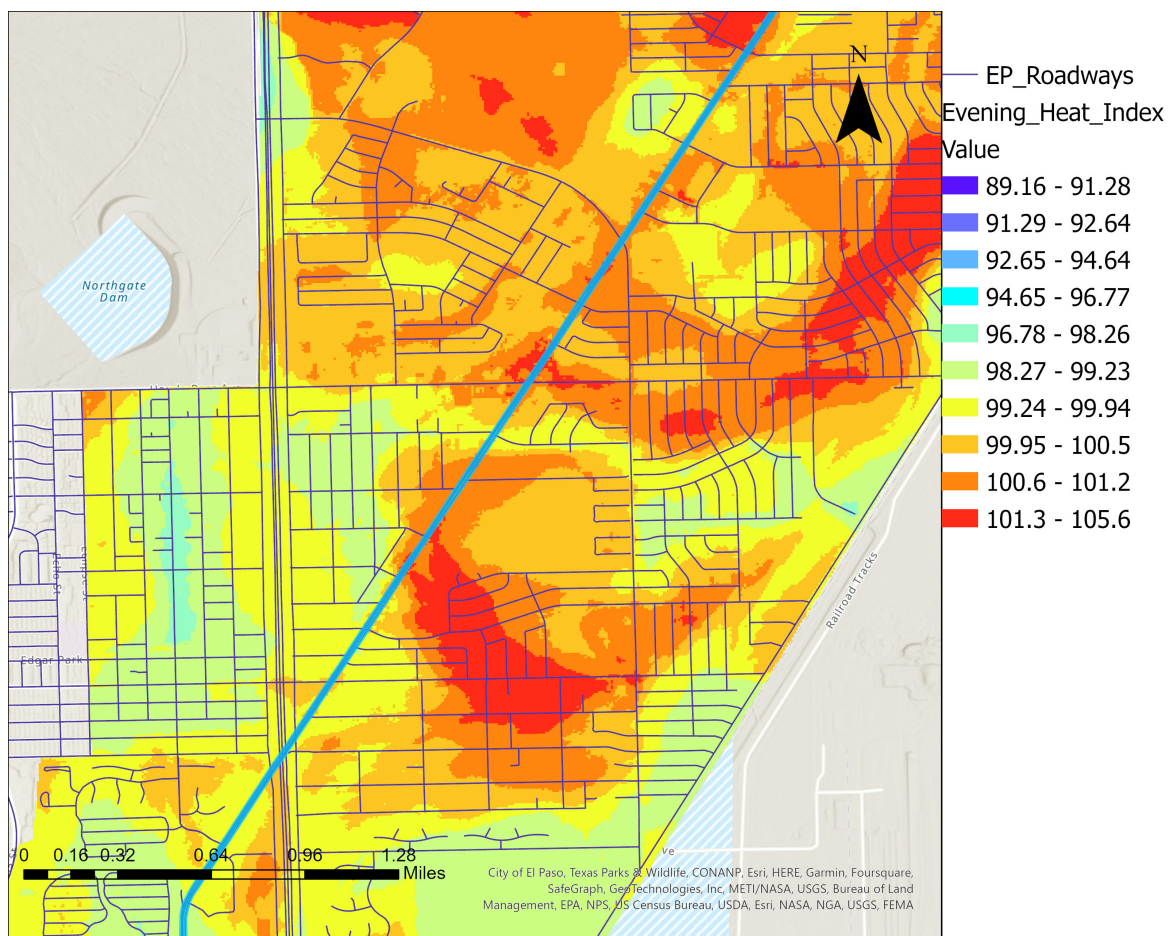 N
EP_Roadways
Evening_Heat_Index
Value
89.16 - 91.28
91.29 - 92.64
92.65 - 94.64
94.65 - 96.77
96.78 - 98.26
98.27 - 99.23
99.24 - 99.94
99.95 - 100.5
100.6 - 101.2
101.3 - 105.6
Northgate
Dam
Railroad Tracks
Edgar Park
ve
0 0.16 0.32 0.64 0.96 1.28
Miles
City of El Paso, Texas Parks & Wildlife, CONANP, Esri, HERE, Garmin, Foursquare,
SafeGraph, GeoTechnologies, Inc, METI/NASA, USGS, Bureau of Land
Management, EPA, NPS, US Census Bureau, USDA, Esri, NASA, NGA, USGS, FEMA